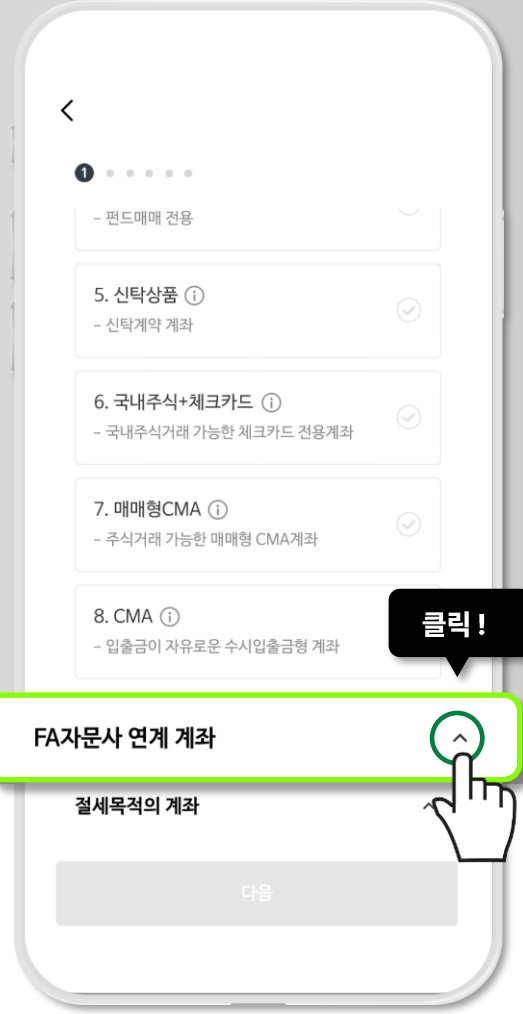 1
- 펀드매매 전용
5. 신탁상품
- 신탁계약 계좌
6. 국내주식+체크카드
- 국내주식거래 가능한 체크카드 전용계좌
7. 매매형CMA
- 주식거래 가능한 매매형 CMA계좌
8. CMA
- 입출금이 자유로운 수시입출금형 계좌
클릭 !
FA자문사 연계 계좌
절세목적의 계좌
다음